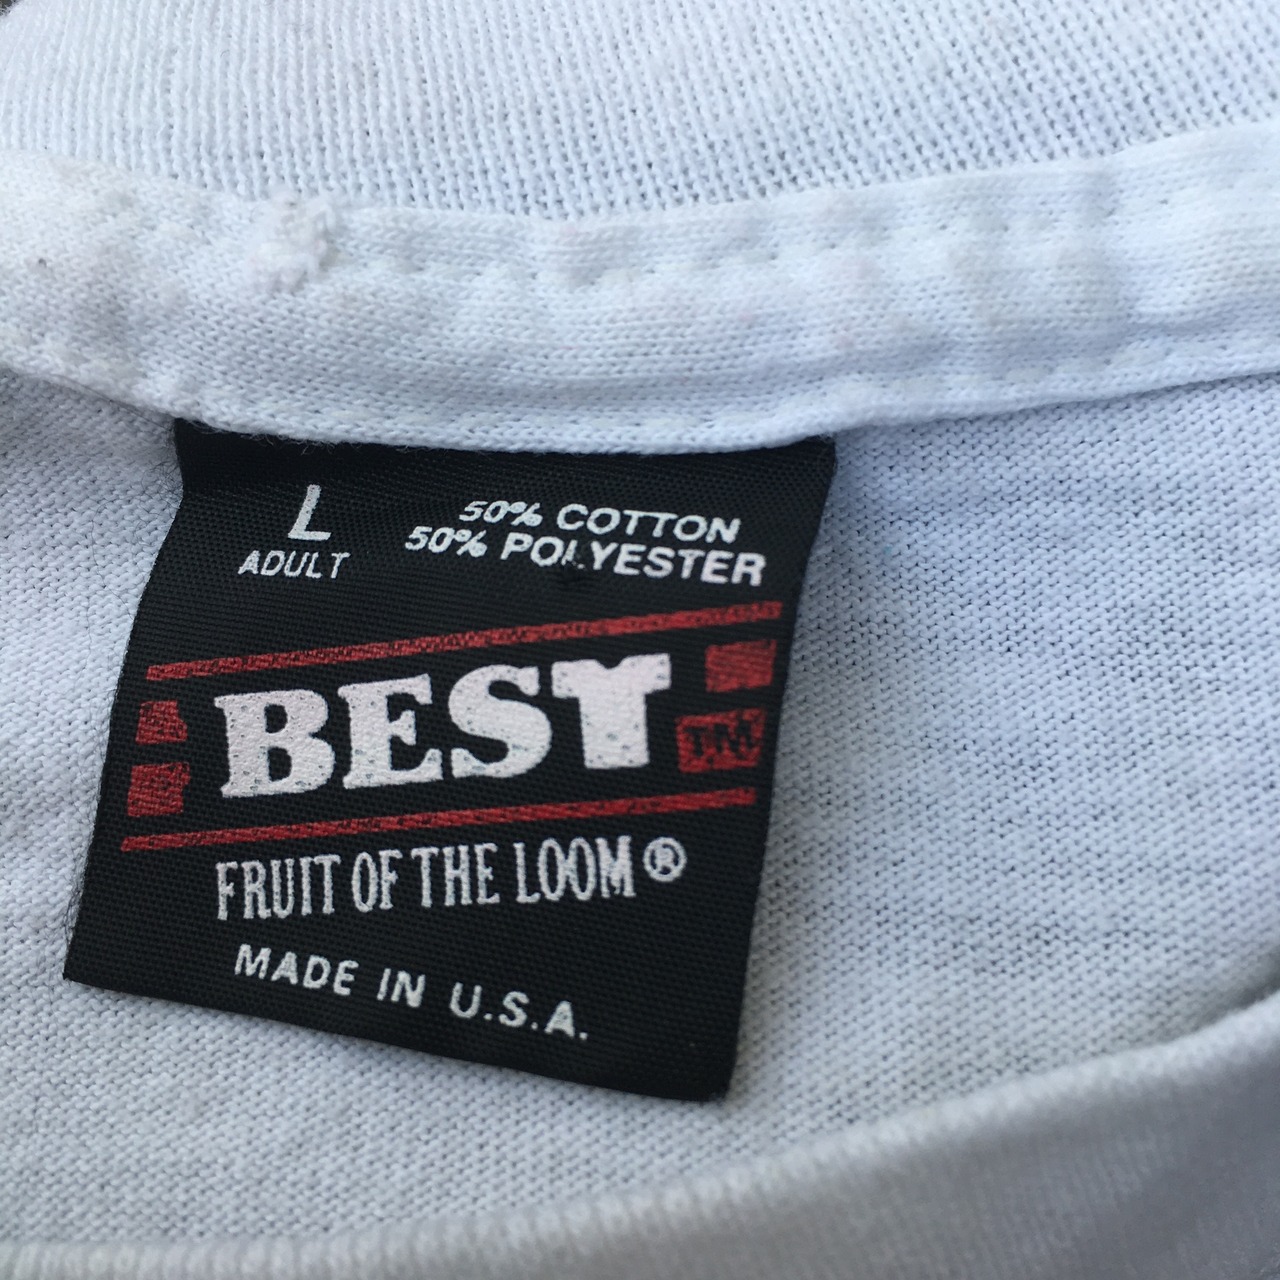 L
ADULT
50% COTTON
50% POLYESTER
BEST
TM
FRUIT OF THE LOOM®
MADE IN U.S.A.